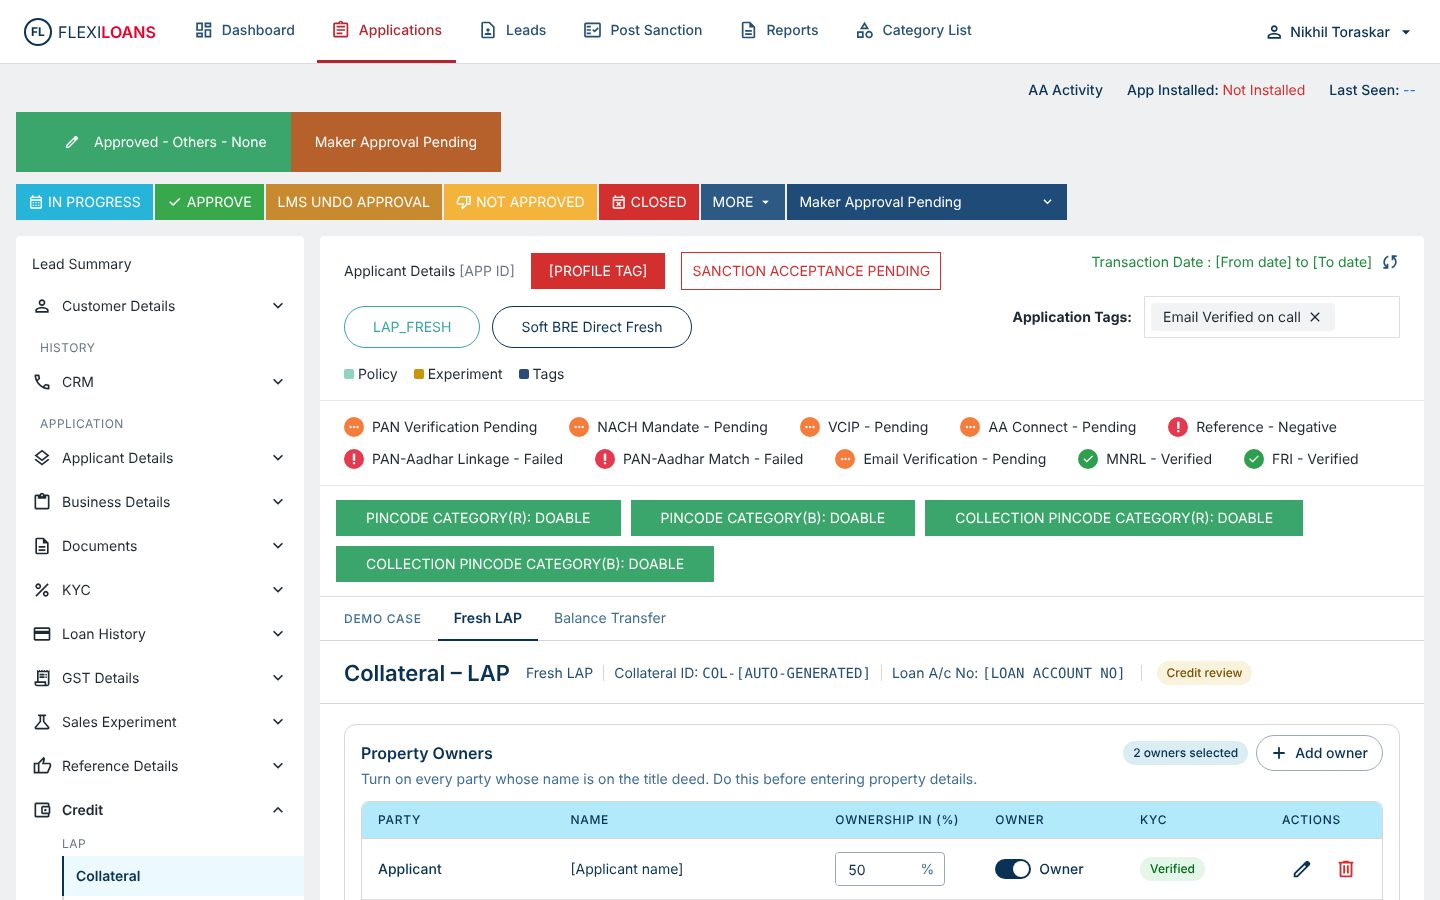 FL FLEXILOANS Dashboard Applications Leads Post Sanction Reports Category List Nikhil Toraskar
AA Activity App Installed: Not Installed Last Seen: --
Approved - Others - None Maker Approval Pending
IN PROGRESS APPROVE LMS UNDO APPROVAL NOT APPROVED CLOSED MORE Maker Approval Pending
Lead Summary
Customer Details
HISTORY
CRM
APPLICATION
Applicant Details
Business Details
Documents
KYC
Loan History
GST Details
Sales Experiment
Reference Details
Credit
LAP
Collateral
Applicant Details [APP ID] [PROFILE TAG] SANCTION ACCEPTANCE PENDING
Transaction Date : [From date] to [To date]
LAP_FRESH Soft BRE Direct Fresh
Application Tags: Email Verified on call
Policy Experiment Tags
PAN Verification Pending NACH Mandate - Pending VCIP - Pending AA Connect - Pending Reference - Negative
PAN-Aadhar Linkage - Failed PAN-Aadhar Match - Failed Email Verification - Pending MNRL - Verified FRI - Verified
PINCODE CATEGORY(R): DOABLE PINCODE CATEGORY(B): DOABLE COLLECTION PINCODE CATEGORY(R): DOABLE
COLLECTION PINCODE CATEGORY(B): DOABLE
DEMO CASE Fresh LAP Balance Transfer
Collateral – LAP Fresh LAP Collateral ID: COL-[AUTO-GENERATED] Loan A/c No: [LOAN ACCOUNT NO] Credit review
Property Owners 2 owners selected + Add owner
Turn on every party whose name is on the title deed. Do this before entering property details.
PARTY NAME OWNERSHIP IN (%) OWNER KYC ACTIONS
Applicant [Applicant name] 50 % Owner Verified